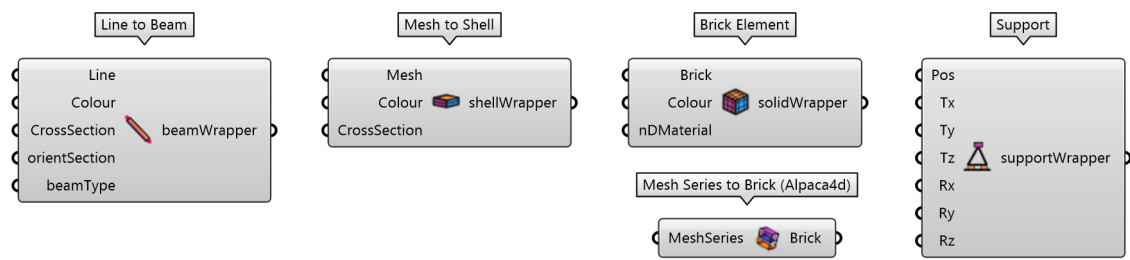 Line to Beam
Line
Colour
CrossSection
orientSection
beamType
beamWrapper
Mesh to Shell
Mesh
Colour
CrossSection
shellWrapper
Brick Element
Brick
Colour
nDMaterial
solidWrapper
Mesh Series to Brick (Alpaca4d)
MeshSeries
Brick
Support
Pos
Tx
Ty
Tz
Rx
Ry
Rz
supportWrapper